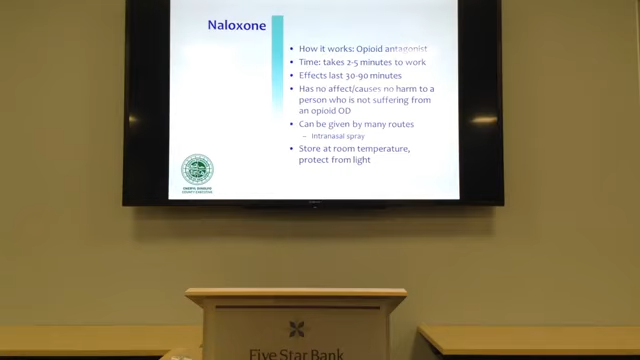 Naloxone
• How it works: Opioid antagonist
• Time: takes 2-5 minutes to work
• Effects last 30-90 minutes
• Has no affect/causes no harm to a
person who is not suffering from
an opioid OD
• Can be given by many routes
– Intranasal spray
• Store at room temperature,
protect from light
COUNTY EXECUTIVE
Five Star Bank